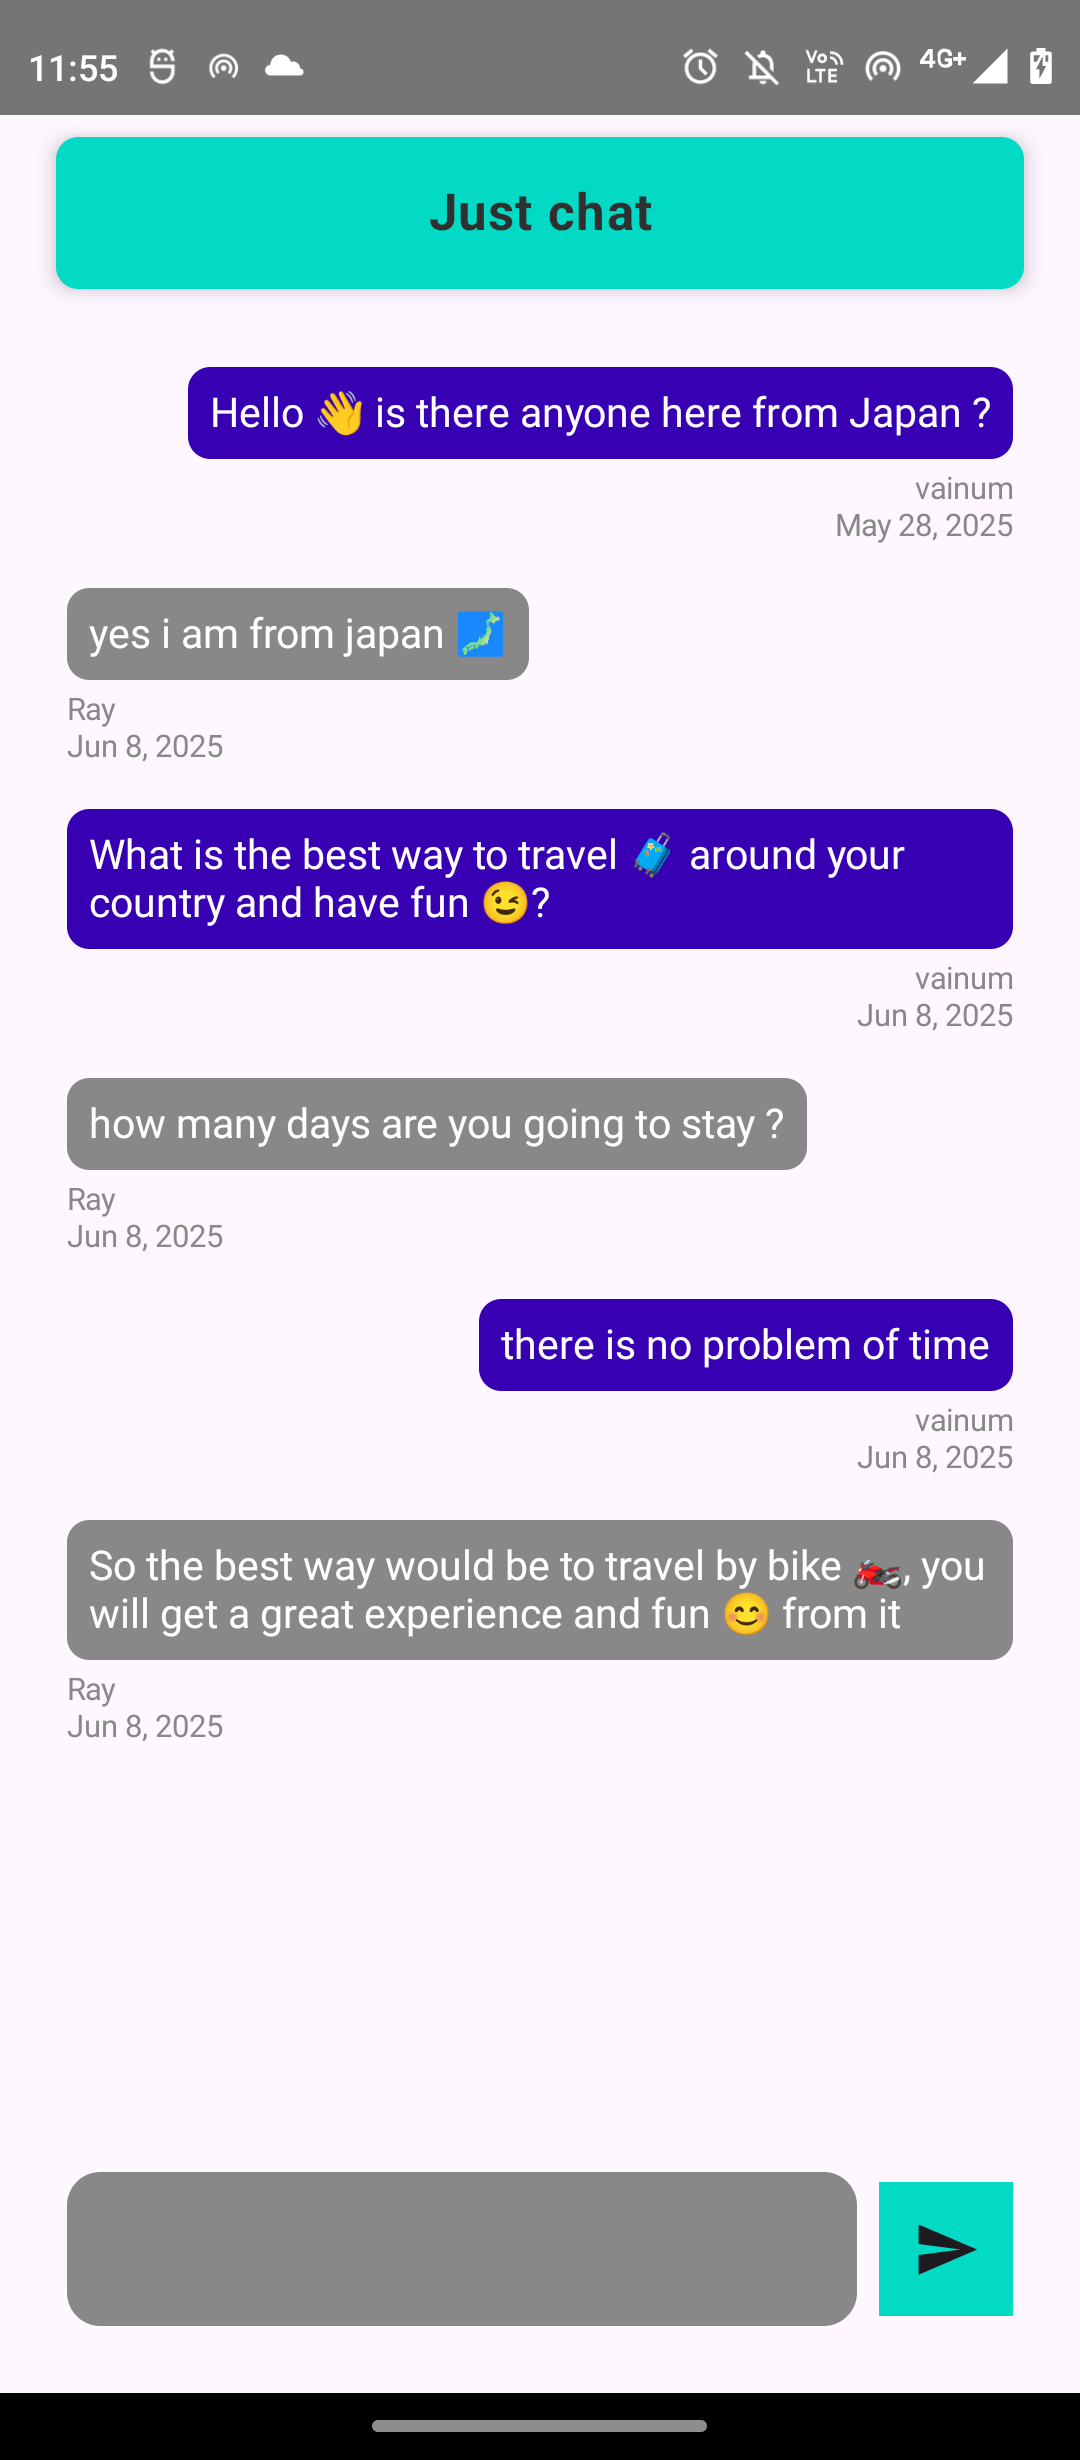 11:55 Vo LTE 4G+
Just chat
Hello 👋 is there anyone here from Japan ?
vainum
May 28, 2025
yes i am from japan 🗾
Ray
Jun 8, 2025
What is the best way to travel 🧳 around your
country and have fun 😉?
vainum
Jun 8, 2025
how many days are you going to stay ?
Ray
Jun 8, 2025
there is no problem of time
vainum
Jun 8, 2025
So the best way would be to travel by bike 🏍️, you
will get a great experience and fun 😊 from it
Ray
Jun 8, 2025